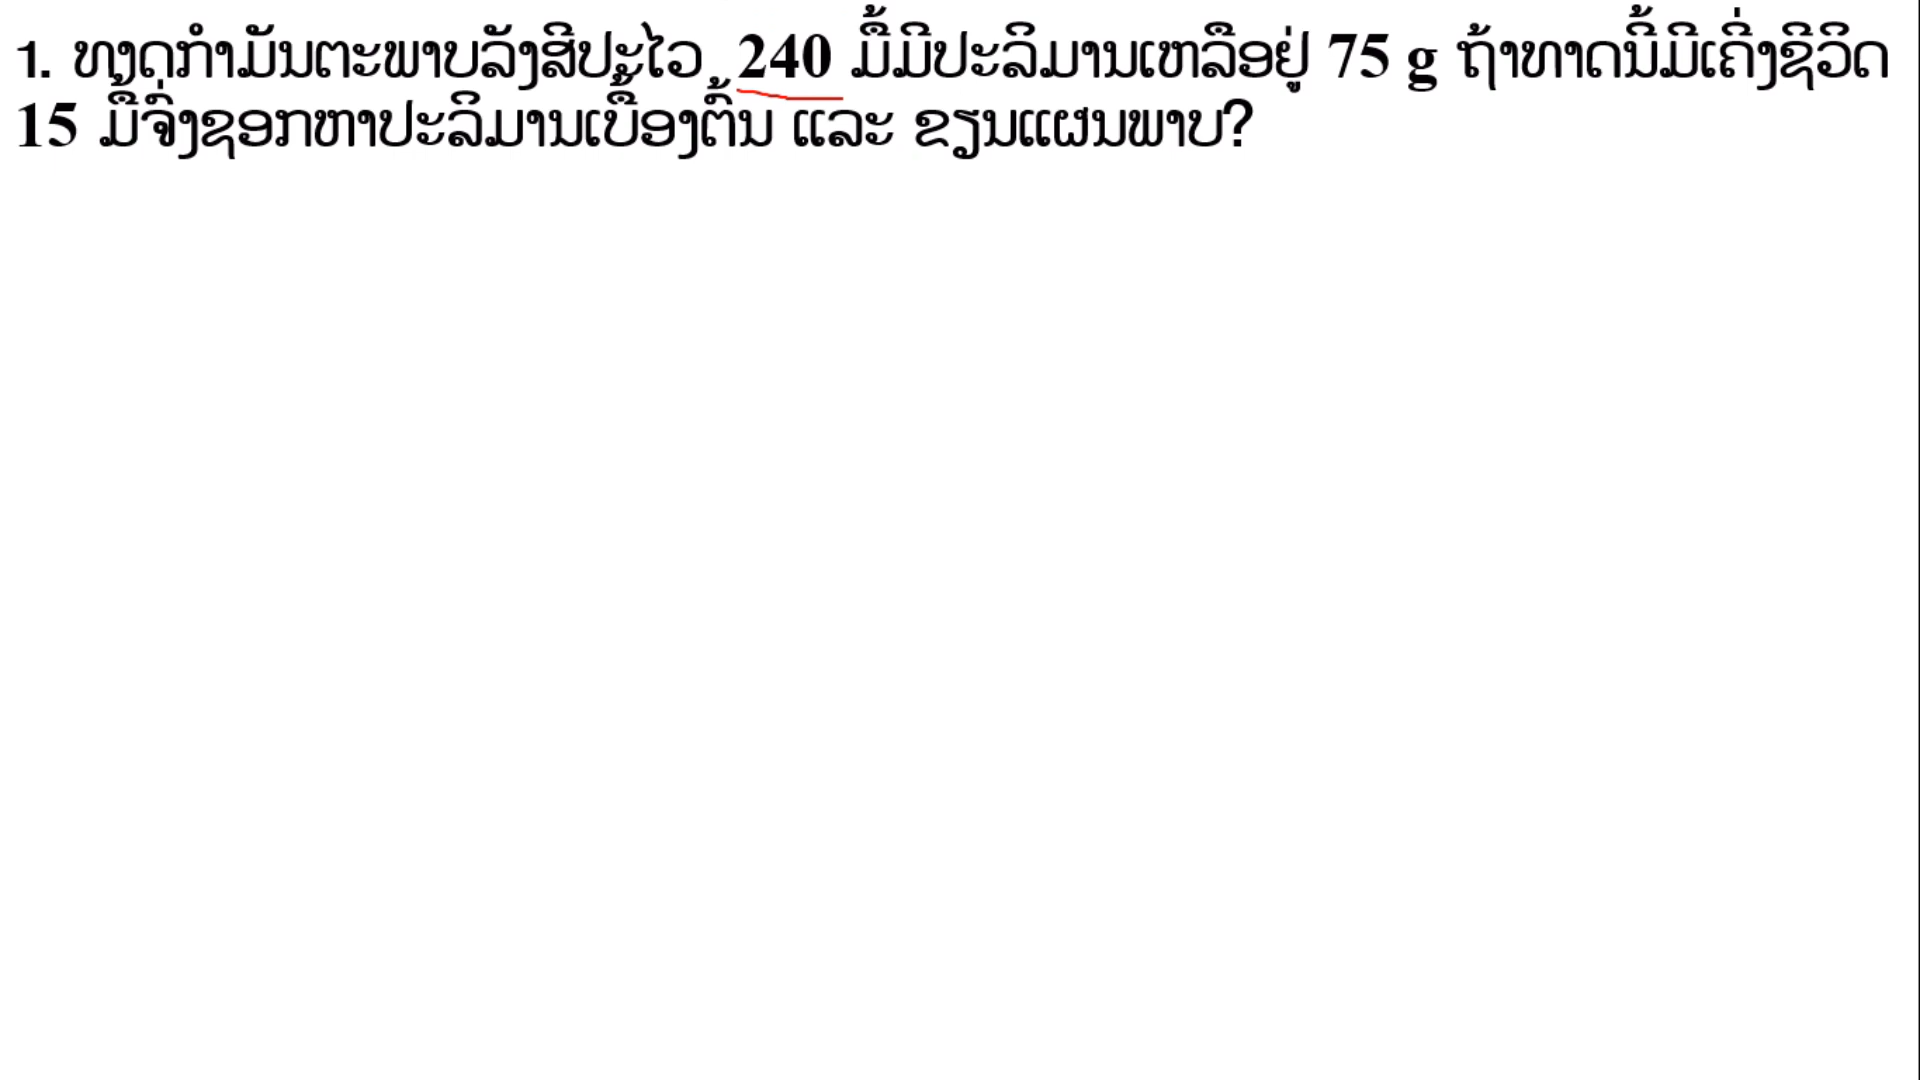 1. ທາດກຳມັນຕະພາບລັງສີປະໄວ 240 ມື້ມີປະລິມານເຫລືອຢູ່ 75 g ຖ້າທາດນີ້ມີເຄີ່ງຊີວິດ
15 ມື້ຈົ່ງຊອກຫາປະລິມານເບື້ອງຕົ້ນ ແລະ ຂຽນແຜນພາບ?